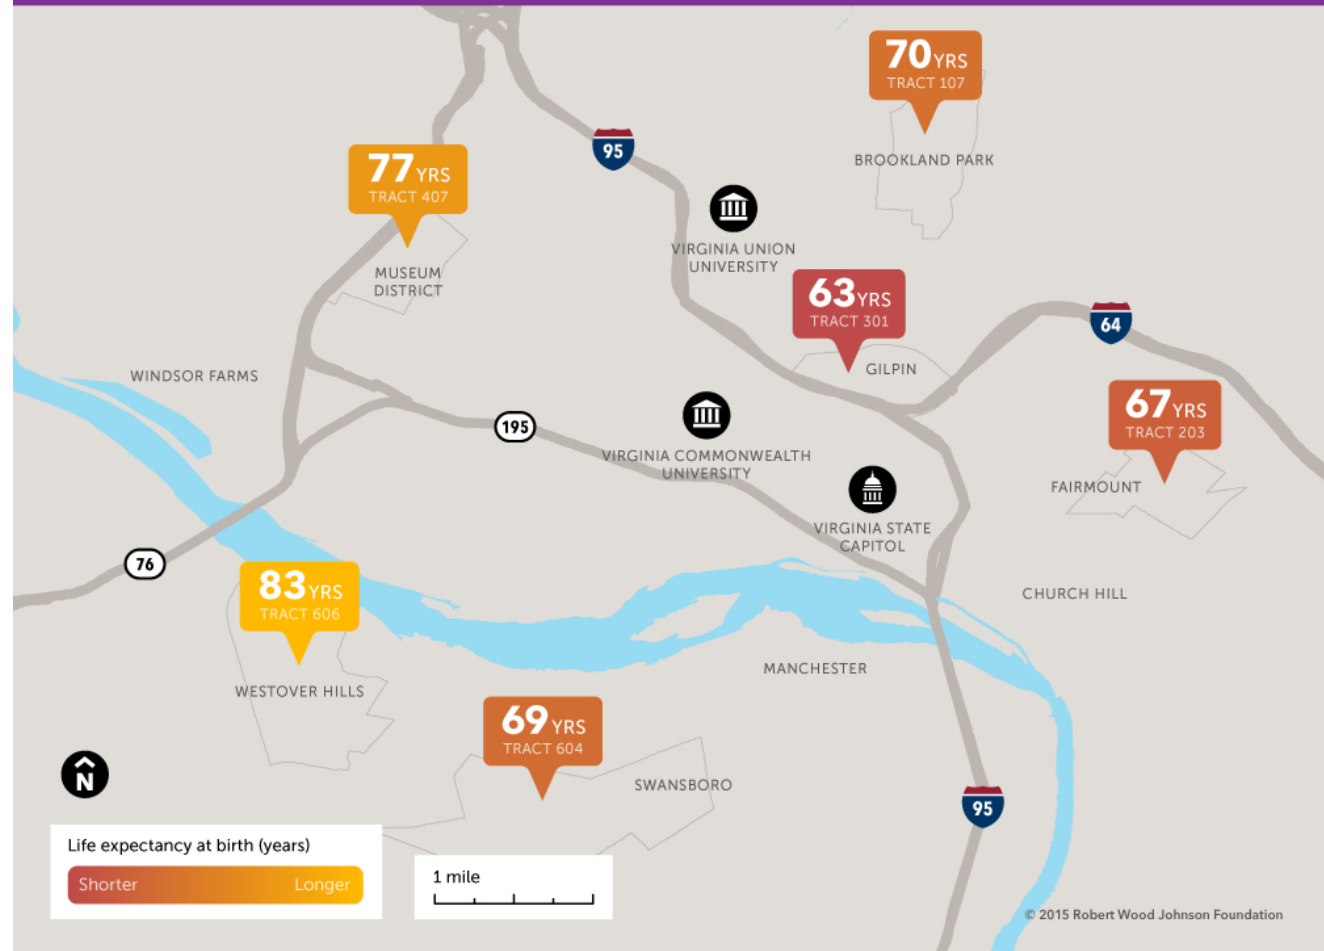 70 YRS
TRACT 107
BROOKLAND PARK
95
77 YRS
TRACT 407
MUSEUM
DISTRICT
VIRGINIA UNION
UNIVERSITY
63 YRS
TRACT 301
GILPIN
64
WINDSOR FARMS
67 YRS
TRACT 203
FAIRMOUNT
195
VIRGINIA COMMONWEALTH
UNIVERSITY
VIRGINIA STATE
CAPITOL
76
83 YRS
TRACT 606
WESTOVER HILLS
CHURCH HILL
MANCHESTER
69 YRS
TRACT 604
SWANSBORO
N
95
Life expectancy at birth (years)
Shorter
Longer
1 mile
© 2015 Robert Wood Johnson Foundation